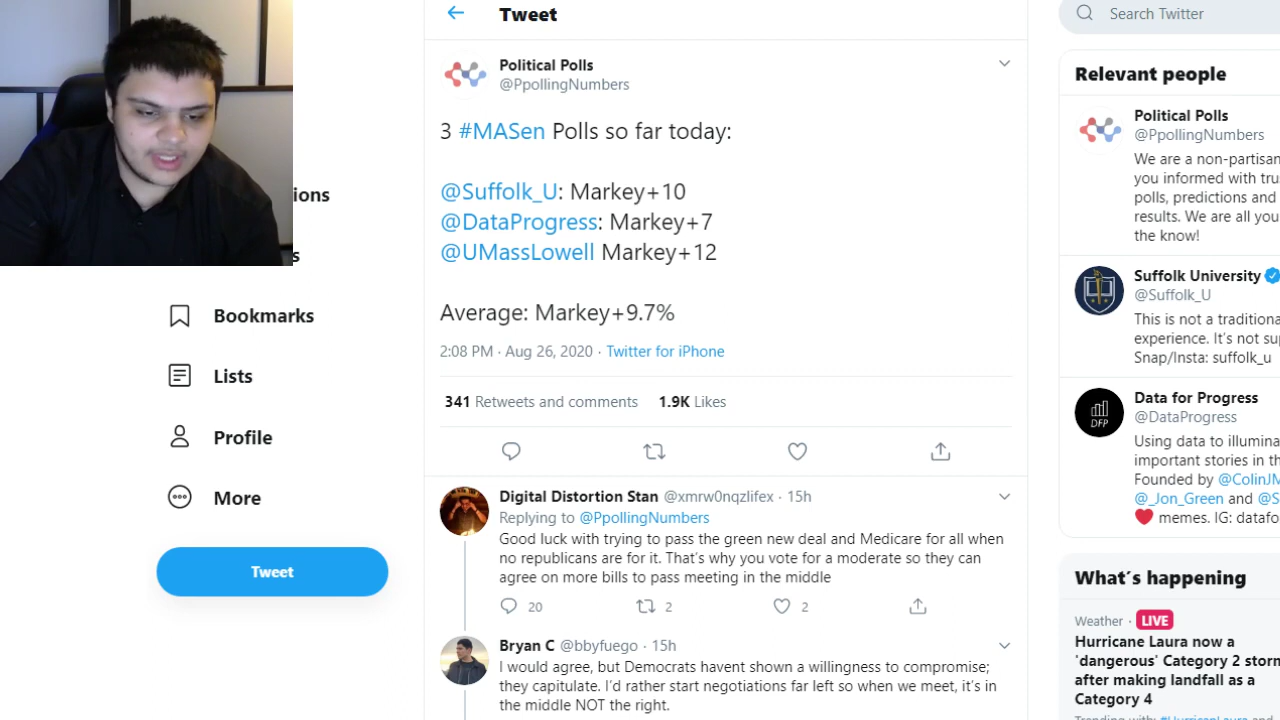 Tweet
Search Twitter
Political Polls
@PpollingNumbers
3 #MASen Polls so far today:
@Suffolk_U: Markey+10
@DataProgress: Markey+7
@UMassLowell Markey+12
Average: Markey+9.7%
2:08 PM · Aug 26, 2020 · Twitter for iPhone
341 Retweets and comments 1.9K Likes
Digital Distortion Stan @xmrw0nqzlifex · 15h
Replying to @PpollingNumbers
Good luck with trying to pass the green new deal and Medicare for all when
no republicans are for it. That's why you vote for a moderate so they can
agree on more bills to pass meeting in the middle
20 2 2
Bryan C @bbyfuego · 15h
I would agree, but Democrats havent shown a willingness to compromise;
they capitulate. I'd rather start negotiations far left so when we meet, it's in
the middle NOT the right.
ions
s
Bookmarks
Lists
Profile
More
Tweet
Relevant people
Political Polls
@PpollingNumbers
We are a non-partisan
you informed with tru
polls, predictions and
results. We are all you
the know!
Suffolk University
@Suffolk_U
This is not a traditiona
experience. It's not su
Snap/Insta: suffolk_u
Data for Progress
@DataProgress
DFP
Using data to illumina
important stories in th
Founded by @ColinJM
@_Jon_Green and @S
memes. IG: datafo
What's happening
Weather · LIVE
Hurricane Laura now a
'dangerous' Category 2 storm
after making landfall as a
Category 4